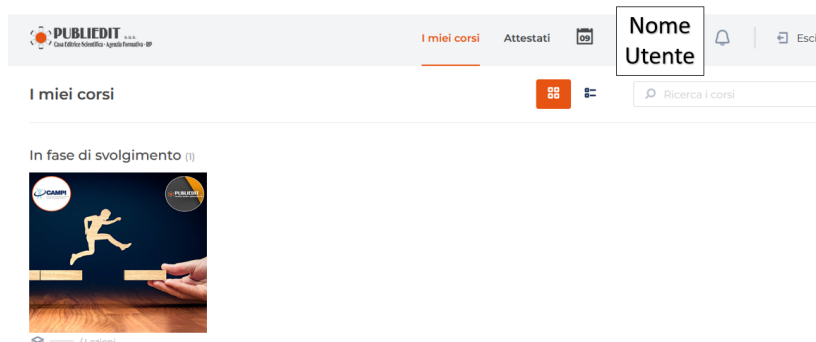 PUBLIEDIT s.a.s.
Casa Editrice Scientifica - Agenzia Formativa - BP
I miei corsi
Attestati
09
Nome
Utente
Esci
I miei corsi
Ricerca i corsi
In fase di svolgimento (1)
CAMPI
PUBLIEDIT